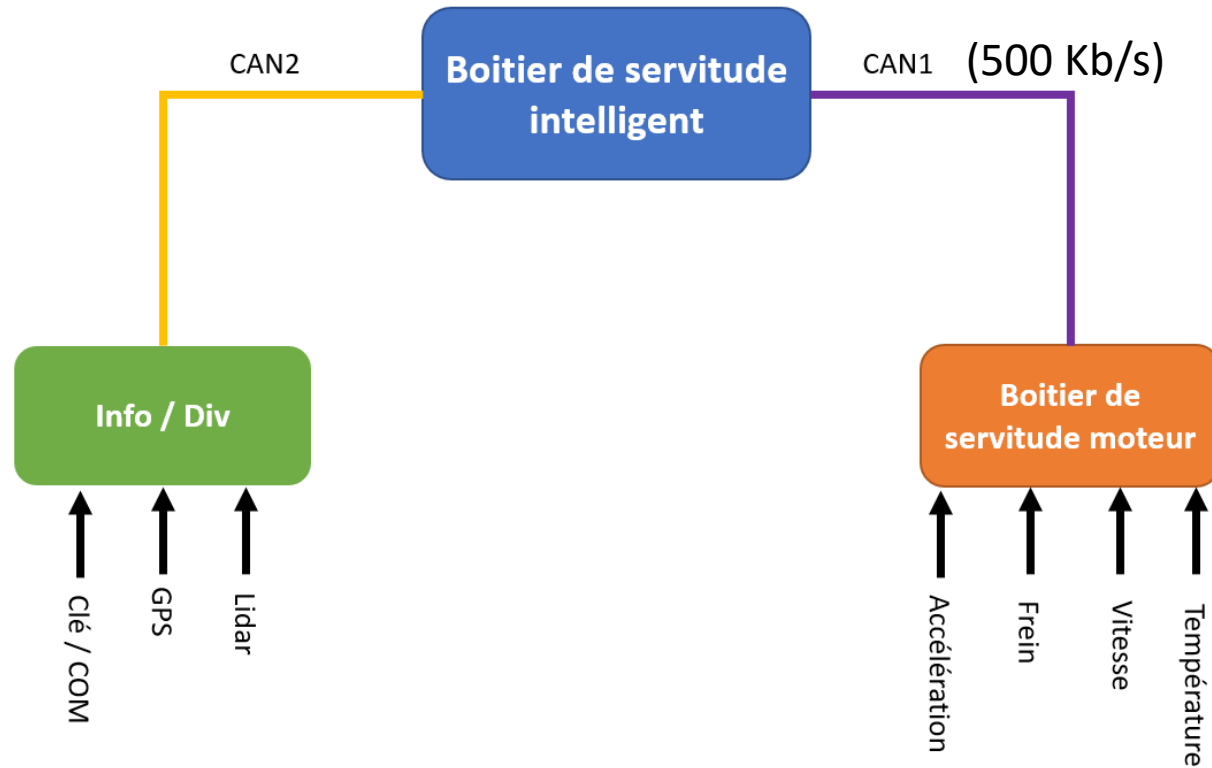 CAN2
Boitier de servitude
intelligent
CAN1 (500 Kb/s)
Info / Div
Boitier de
servitude moteur
Clé / COM
GPS
Lidar
Accélération
Frein
Vitesse
Température